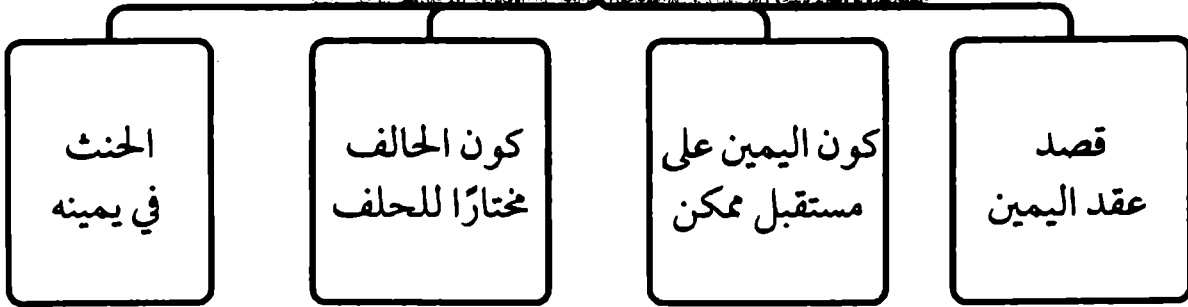 قصد
عقد اليمين
كون اليمين على
مستقبل ممكن
كون الحالف
مختارًا للحلف
الحنث
في يمينه